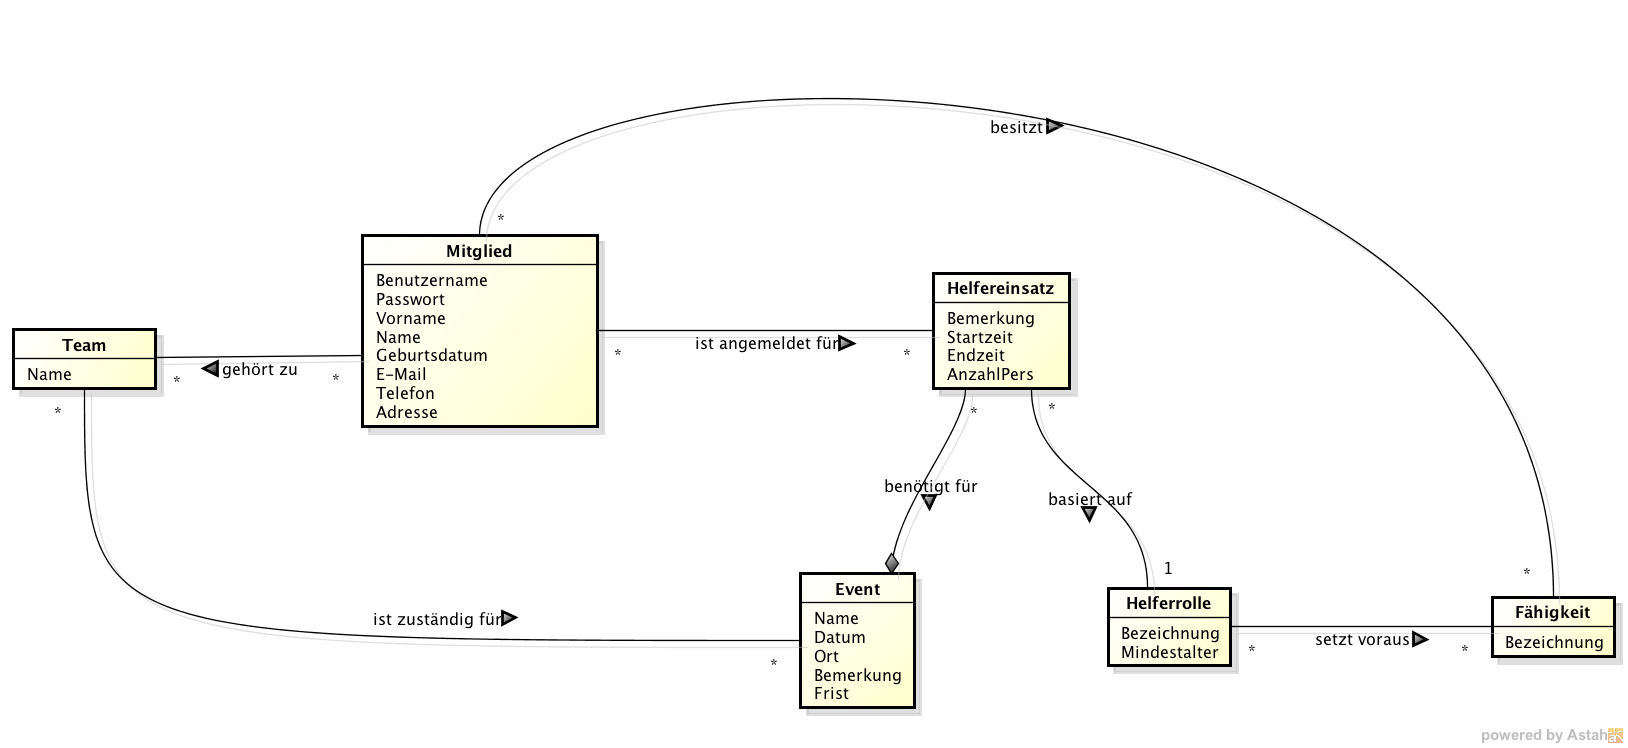 besitzt
*
Mitglied
Benutzername
Passwort
Vorname
Name
Geburtsdatum
E-Mail
Telefon
Adresse
Helfereinsatz
Bemerkung
Startzeit
Endzeit
AnzahlPers
Team
Name
ist angemeldet für
*
*
gehört zu
*
*
*
*
*
benötigt für
basiert auf
1
*
Event
Name
Datum
Ort
Bemerkung
Frist
Helferrolle
Bezeichnung
Mindestalter
Fähigkeit
Bezeichnung
ist zuständig für
*
setzt voraus
*
*
powered by Astah